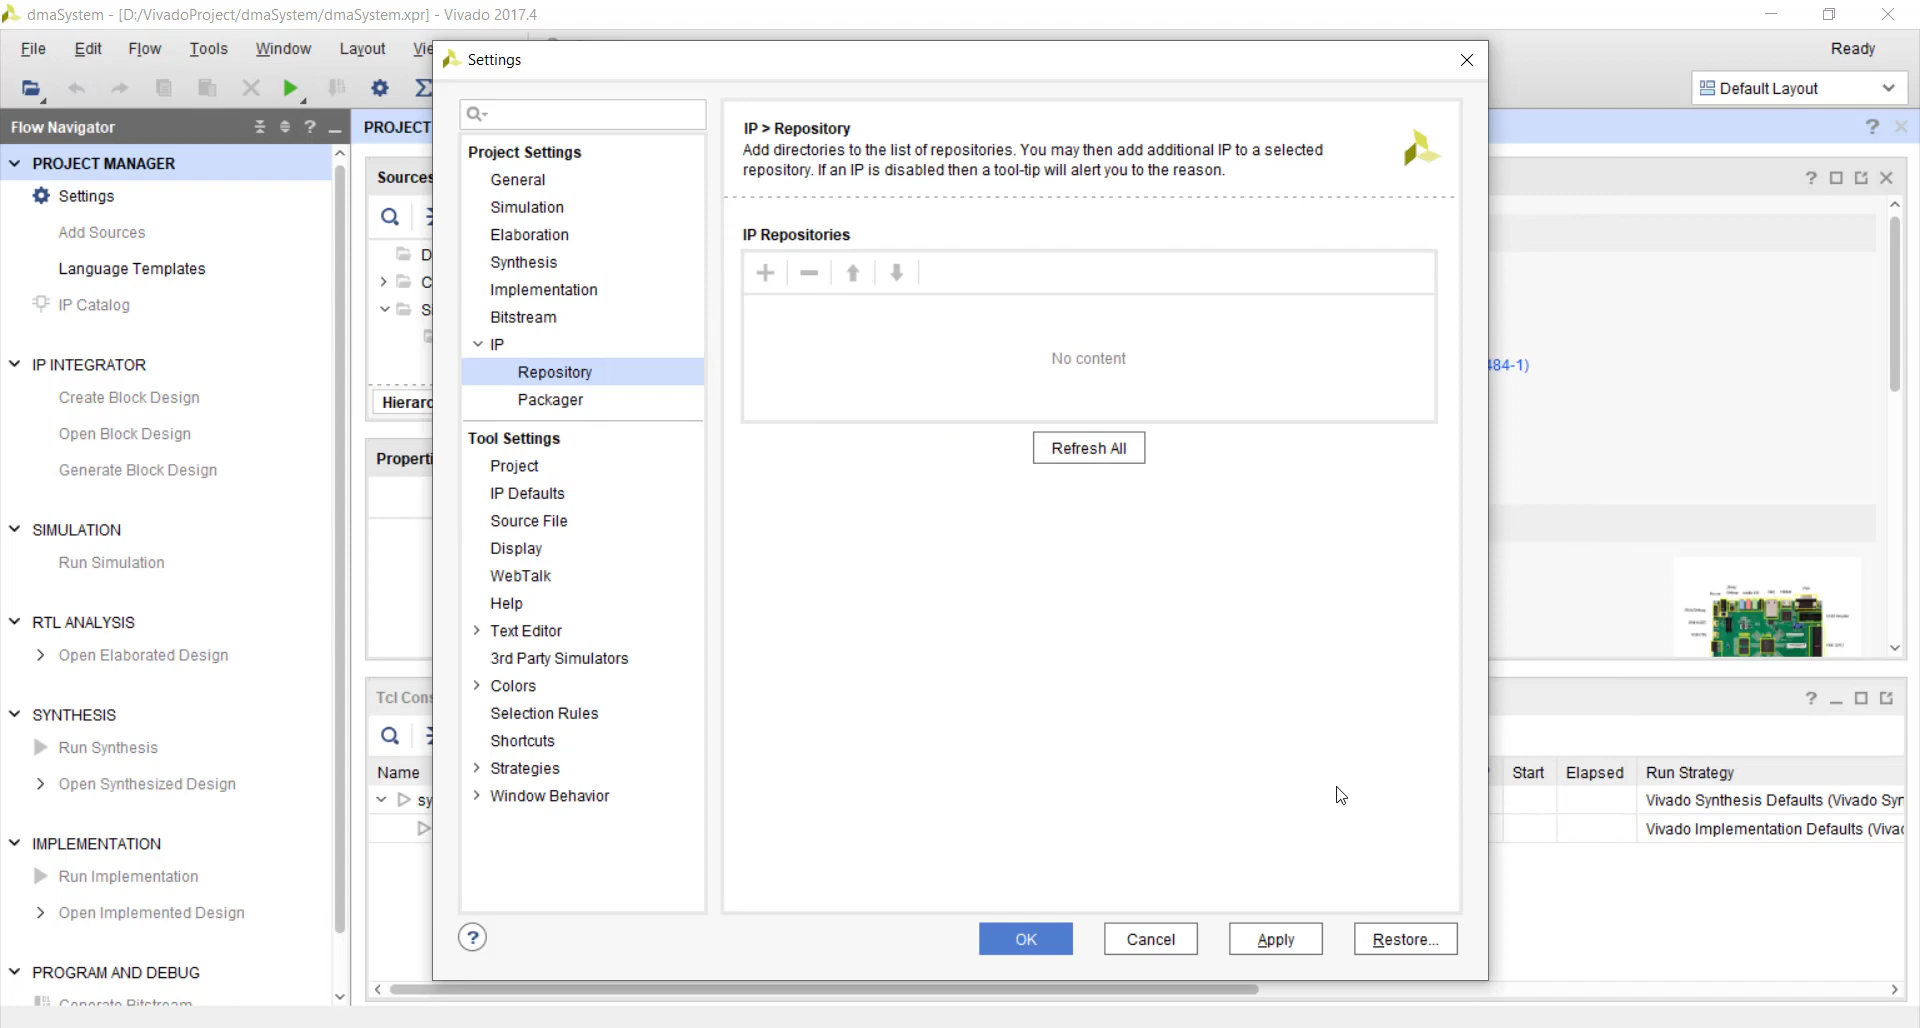 dmaSystem - [D:/VivadoProject/dmaSystem/dmaSystem.xpr] - Vivado 2017.4
File Edit Flow Tools Window Layout Vie
Ready
Default Layout
Flow Navigator
PROJECT MANAGER
Settings
Add Sources
Language Templates
IP Catalog
IP INTEGRATOR
Create Block Design
Open Block Design
Generate Block Design
SIMULATION
Run Simulation
RTL ANALYSIS
Open Elaborated Design
SYNTHESIS
Run Synthesis
Open Synthesized Design
IMPLEMENTATION
Run Implementation
Open Implemented Design
PROGRAM AND DEBUG
Generate Bitstream
PROJECT
Sources
D
C
S
Hierarc
Properti
Tcl Cons
Name
sy
Settings
Project Settings
General
Simulation
Elaboration
Synthesis
Implementation
Bitstream
IP
Repository
Packager
Tool Settings
Project
IP Defaults
Source File
Display
WebTalk
Help
Text Editor
3rd Party Simulators
Colors
Selection Rules
Shortcuts
Strategies
Window Behavior
IP > Repository
Add directories to the list of repositories. You may then add additional IP to a selected
repository. If an IP is disabled then a tool-tip will alert you to the reason.
IP Repositories
No content
Refresh All
OK
Cancel
Apply
Restore...
484-1)
Start Elapsed Run Strategy
Vivado Synthesis Defaults (Vivado Syn
Vivado Implementation Defaults (Vivad